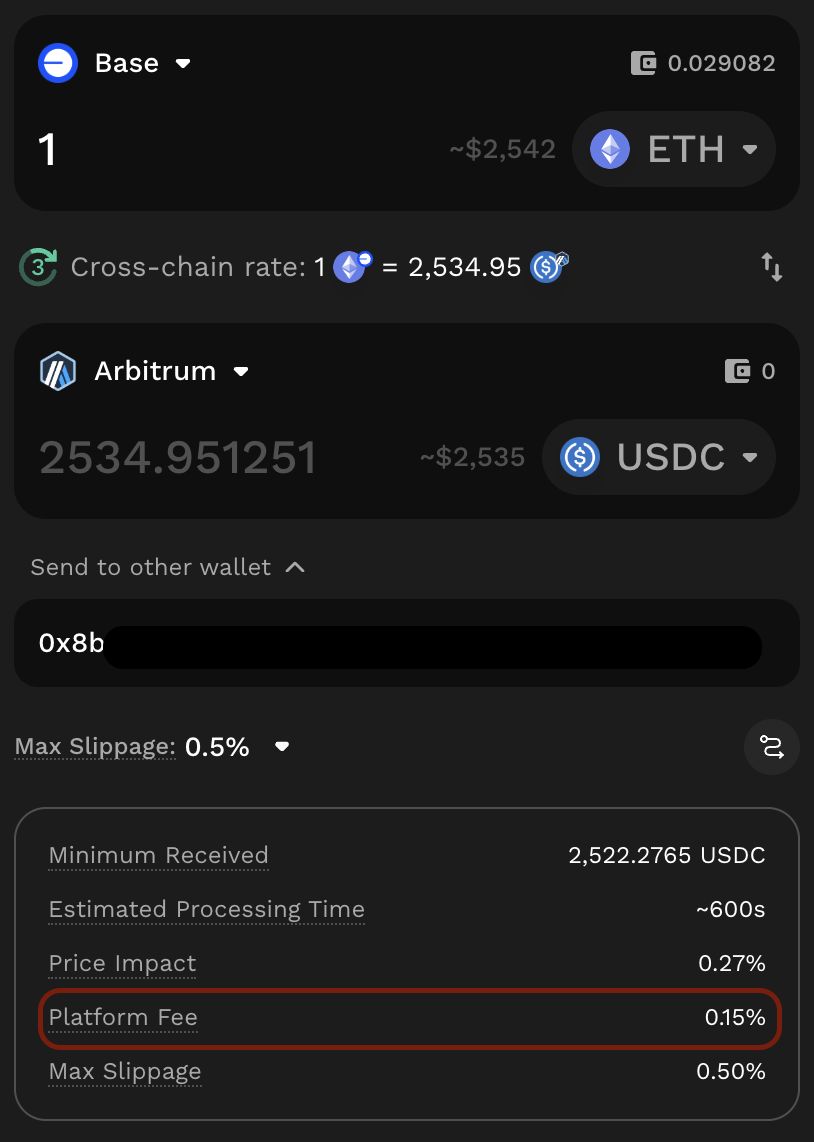 Base 0.029082
1 ~$2,542 ETH
3 Cross-chain rate: 1 = 2,534.95
Arbitrum 0
2534.951251 ~$2,535 USDC
Send to other wallet
0x8b
Max Slippage: 0.5%
Minimum Received 2,522.2765 USDC
Estimated Processing Time ~600s
Price Impact 0.27%
Platform Fee 0.15%
Max Slippage 0.50%